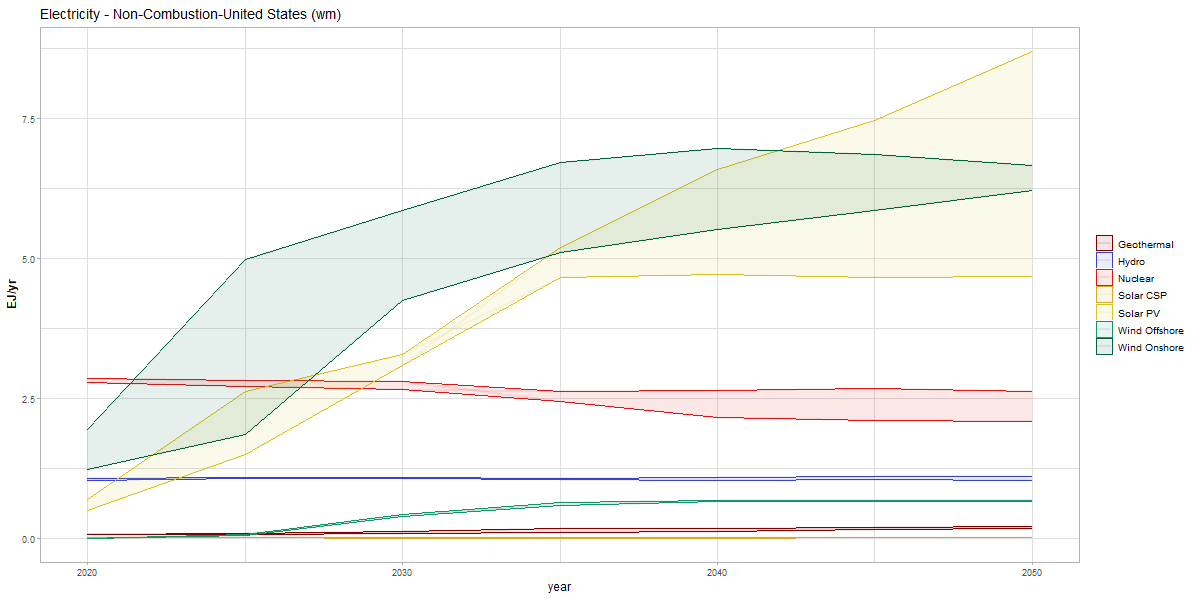 Electricity - Non-Combustion-United States (wm)
EJ/yr
7.5
5.0
2.5
0.0
2020
2030
2040
2050
year
Geothermal
Hydro
Nuclear
Solar CSP
Solar PV
Wind Offshore
Wind Onshore